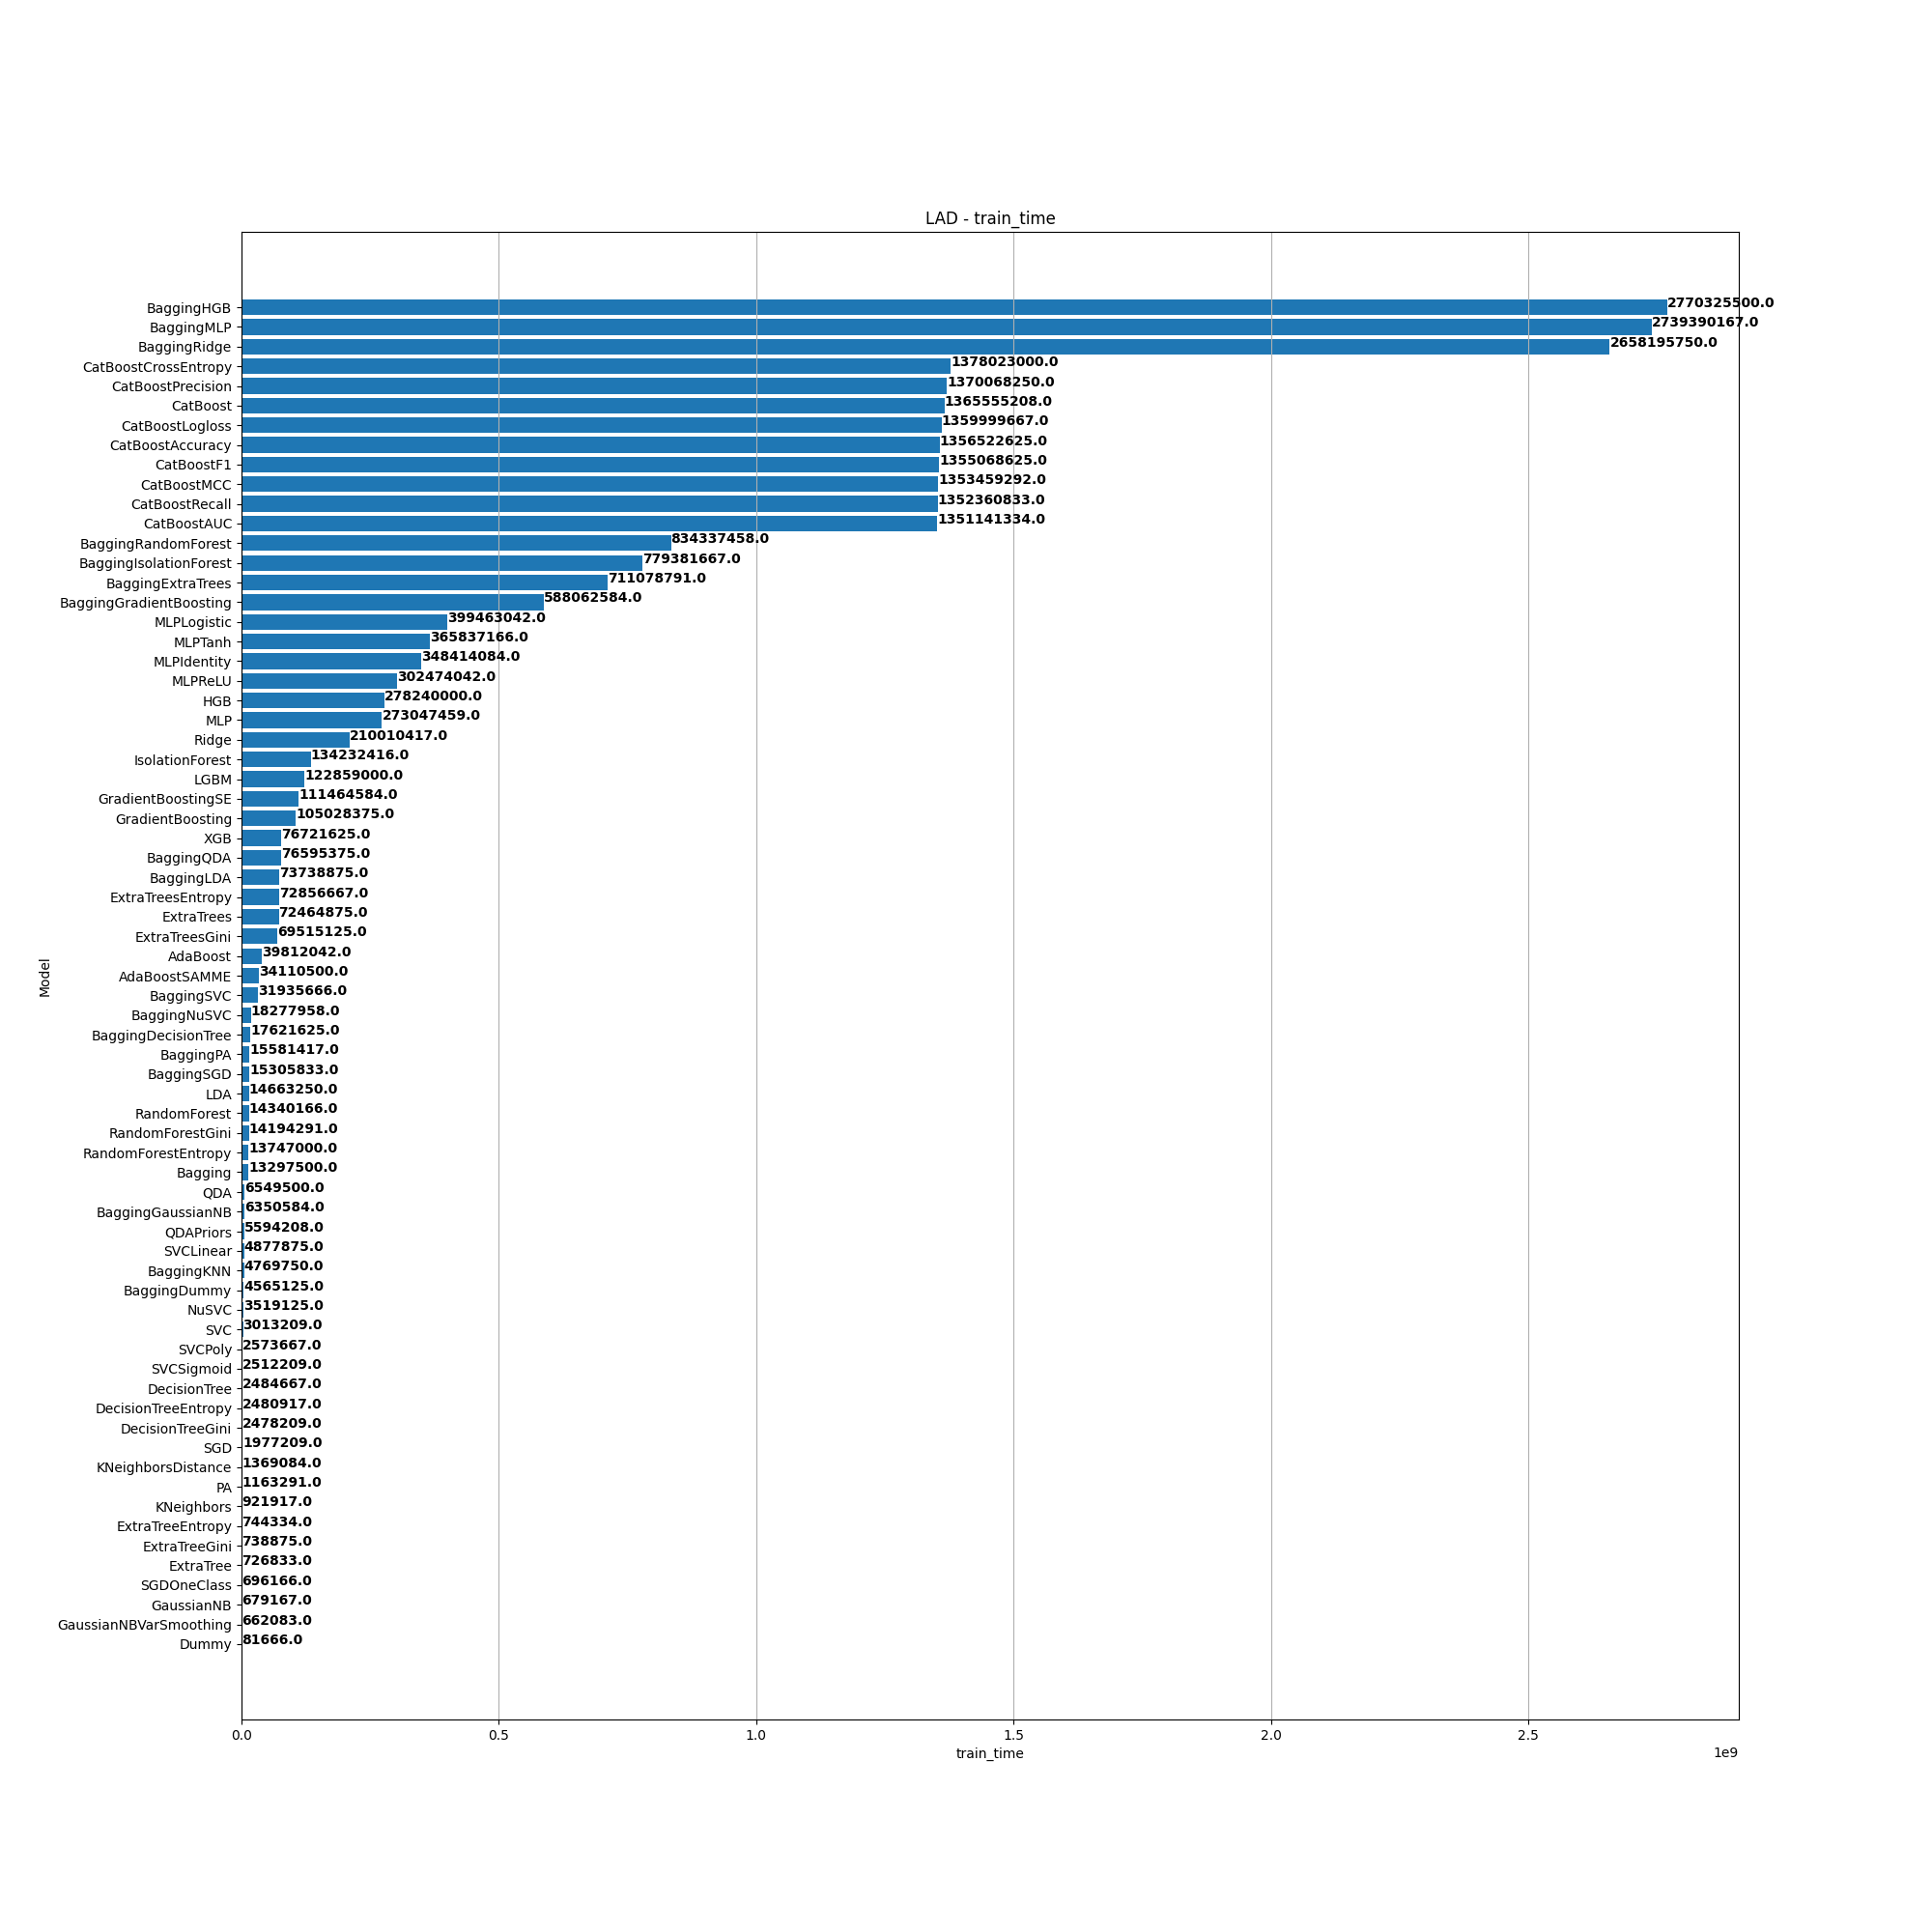 LAD - train_time
BaggingHGB 2770325500.0
BaggingMLP 2739390167.0
BaggingRidge 2658195750.0
CatBoostCrossEntropy 1378023000.0
CatBoostPrecision 1370068250.0
CatBoost 1365555208.0
CatBoostLogloss 1359999667.0
CatBoostAccuracy 1356522625.0
CatBoostF1 1355068625.0
CatBoostMCC 1353459292.0
CatBoostRecall 1352360833.0
CatBoostAUC 1351141334.0
BaggingRandomForest 834337458.0
BaggingIsolationForest 779381667.0
BaggingExtraTrees 711078791.0
BaggingGradientBoosting 588062584.0
MLPLogistic 399463042.0
MLPTanh 365837166.0
MLPIdentity 348414084.0
MLPReLU 302474042.0
HGB 278240000.0
MLP 273047459.0
Ridge 210010417.0
IsolationForest 134232416.0
LGBM 122859000.0
GradientBoostingSE 111464584.0
GradientBoosting 105028375.0
XGB 76721625.0
BaggingQDA 76595375.0
BaggingLDA 73738875.0
ExtraTreesEntropy 72856667.0
ExtraTrees 72464875.0
ExtraTreesGini 69515125.0
AdaBoost 39812042.0
AdaBoostSAMME 34110500.0
BaggingSVC 31935666.0
BaggingNuSVC 18277958.0
BaggingDecisionTree 17621625.0
BaggingPA 15581417.0
BaggingSGD 15305833.0
LDA 14663250.0
RandomForest 14340166.0
RandomForestGini 14194291.0
RandomForestEntropy 13747000.0
Bagging 13297500.0
QDA 6549500.0
BaggingGaussianNB 6350584.0
QDAPriors 5594208.0
SVCLinear 4877875.0
BaggingKNN 4769750.0
BaggingDummy 4565125.0
NuSVC 3519125.0
SVC 3013209.0
SVCPoly 2573667.0
SVCSigmoid 2512209.0
DecisionTree 2484667.0
DecisionTreeEntropy 2480917.0
DecisionTreeGini 2478209.0
SGD 1977209.0
KNeighborsDistance 1369084.0
PA 1163291.0
KNeighbors 921917.0
ExtraTreeEntropy 744334.0
ExtraTreeGini 738875.0
ExtraTree 726833.0
SGDOneClass 696166.0
GaussianNB 679167.0
GaussianNBVarSmoothing 662083.0
Dummy 81666.0
Model
0.0 0.5 1.0 1.5 2.0 2.5
train_time
1e9